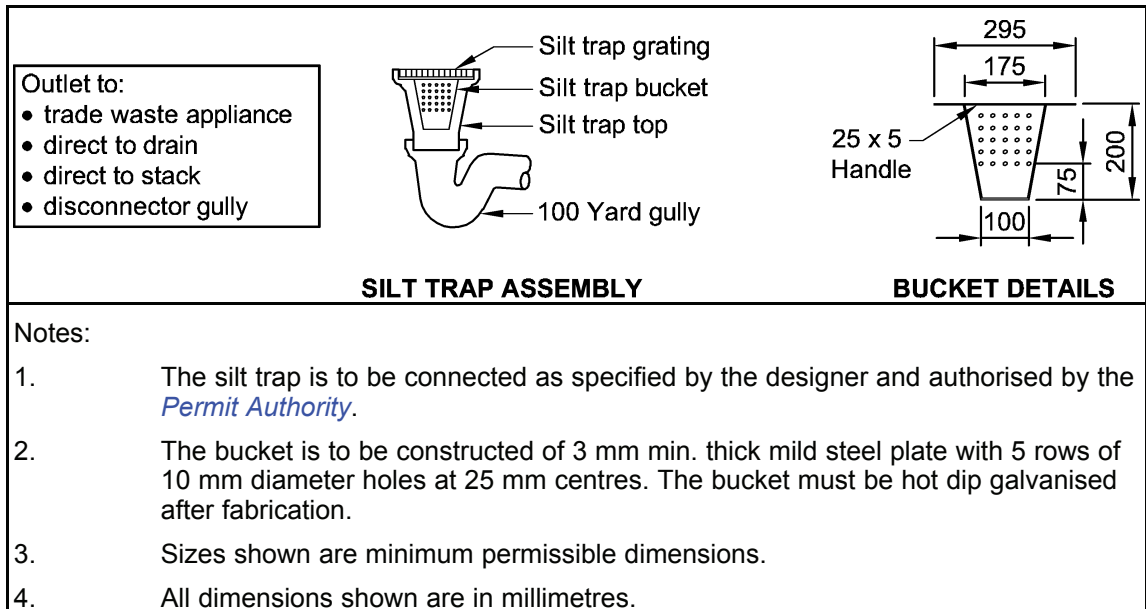 Outlet to:
• trade waste appliance
• direct to drain
• direct to stack
• disconnector gully
Silt trap grating
Silt trap bucket
Silt trap top
100 Yard gully
SILT TRAP ASSEMBLY
295
175
25 x 5
Handle
200
75
100
BUCKET DETAILS
Notes:
1. The silt trap is to be connected as specified by the designer and authorised by the
Permit Authority.
2. The bucket is to be constructed of 3 mm min. thick mild steel plate with 5 rows of
10 mm diameter holes at 25 mm centres. The bucket must be hot dip galvanised
after fabrication.
3. Sizes shown are minimum permissible dimensions.
4. All dimensions shown are in millimetres.